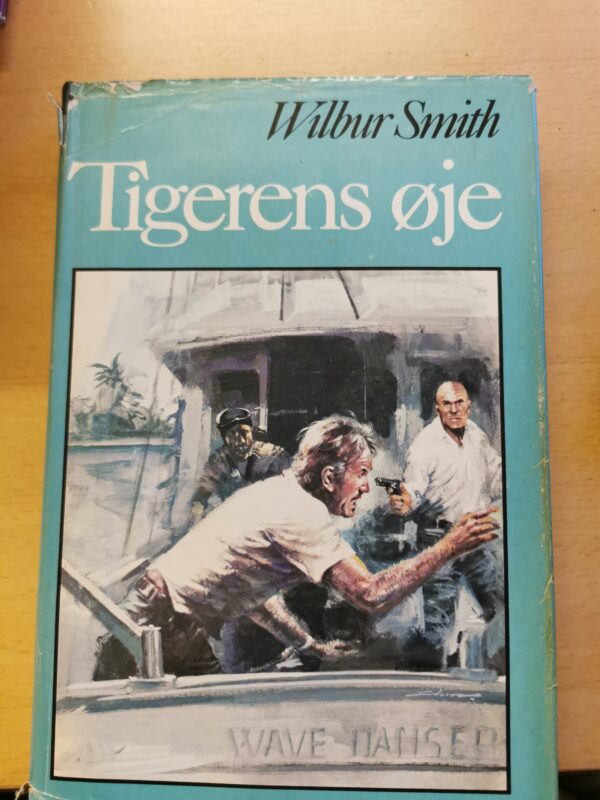 Wilbur Smith
Tigerens øje
WAVE DANSER